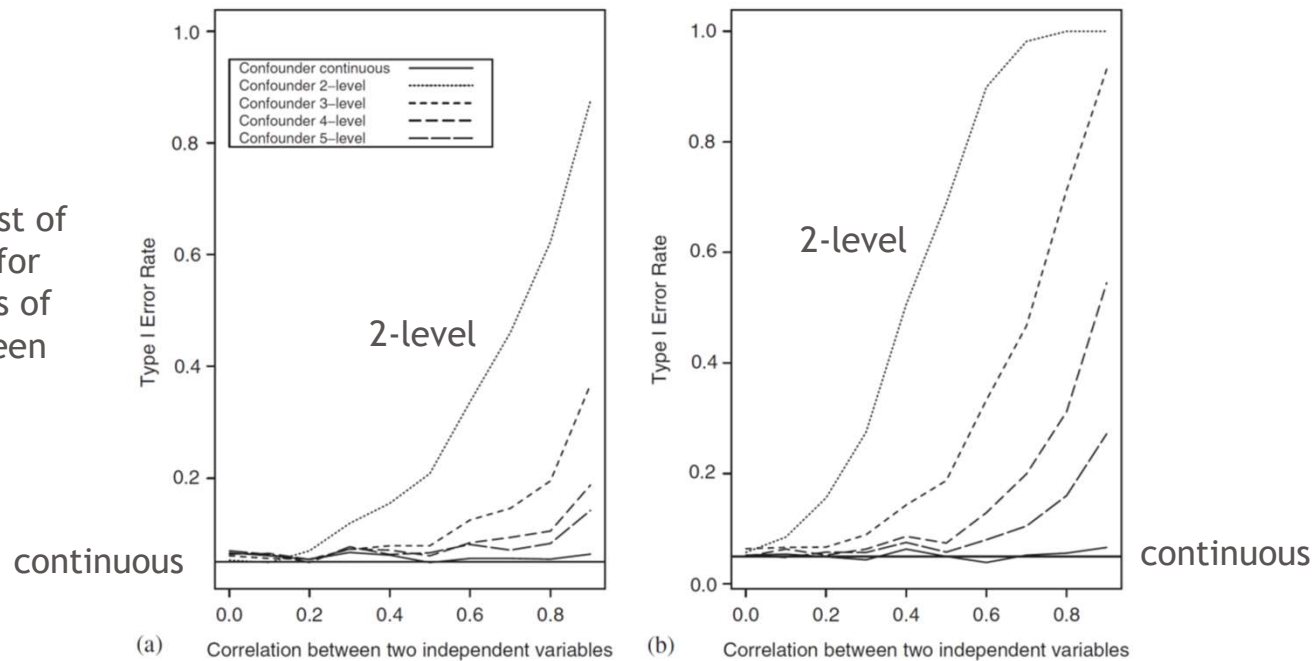 st of
for
s of
een
continuous
1.0
0.8
0.6
0.4
0.2
Type I Error Rate
Confounder continuous
Confounder 2–level
Confounder 3–level
Confounder 4–level
Confounder 5–level
2-level
0.0 0.2 0.4 0.6 0.8
(a) Correlation between two independent variables
1.0
0.8
0.6
0.4
0.2
0.0
Type I Error Rate
2-level
continuous
0.0 0.2 0.4 0.6 0.8
(b) Correlation between two independent variables